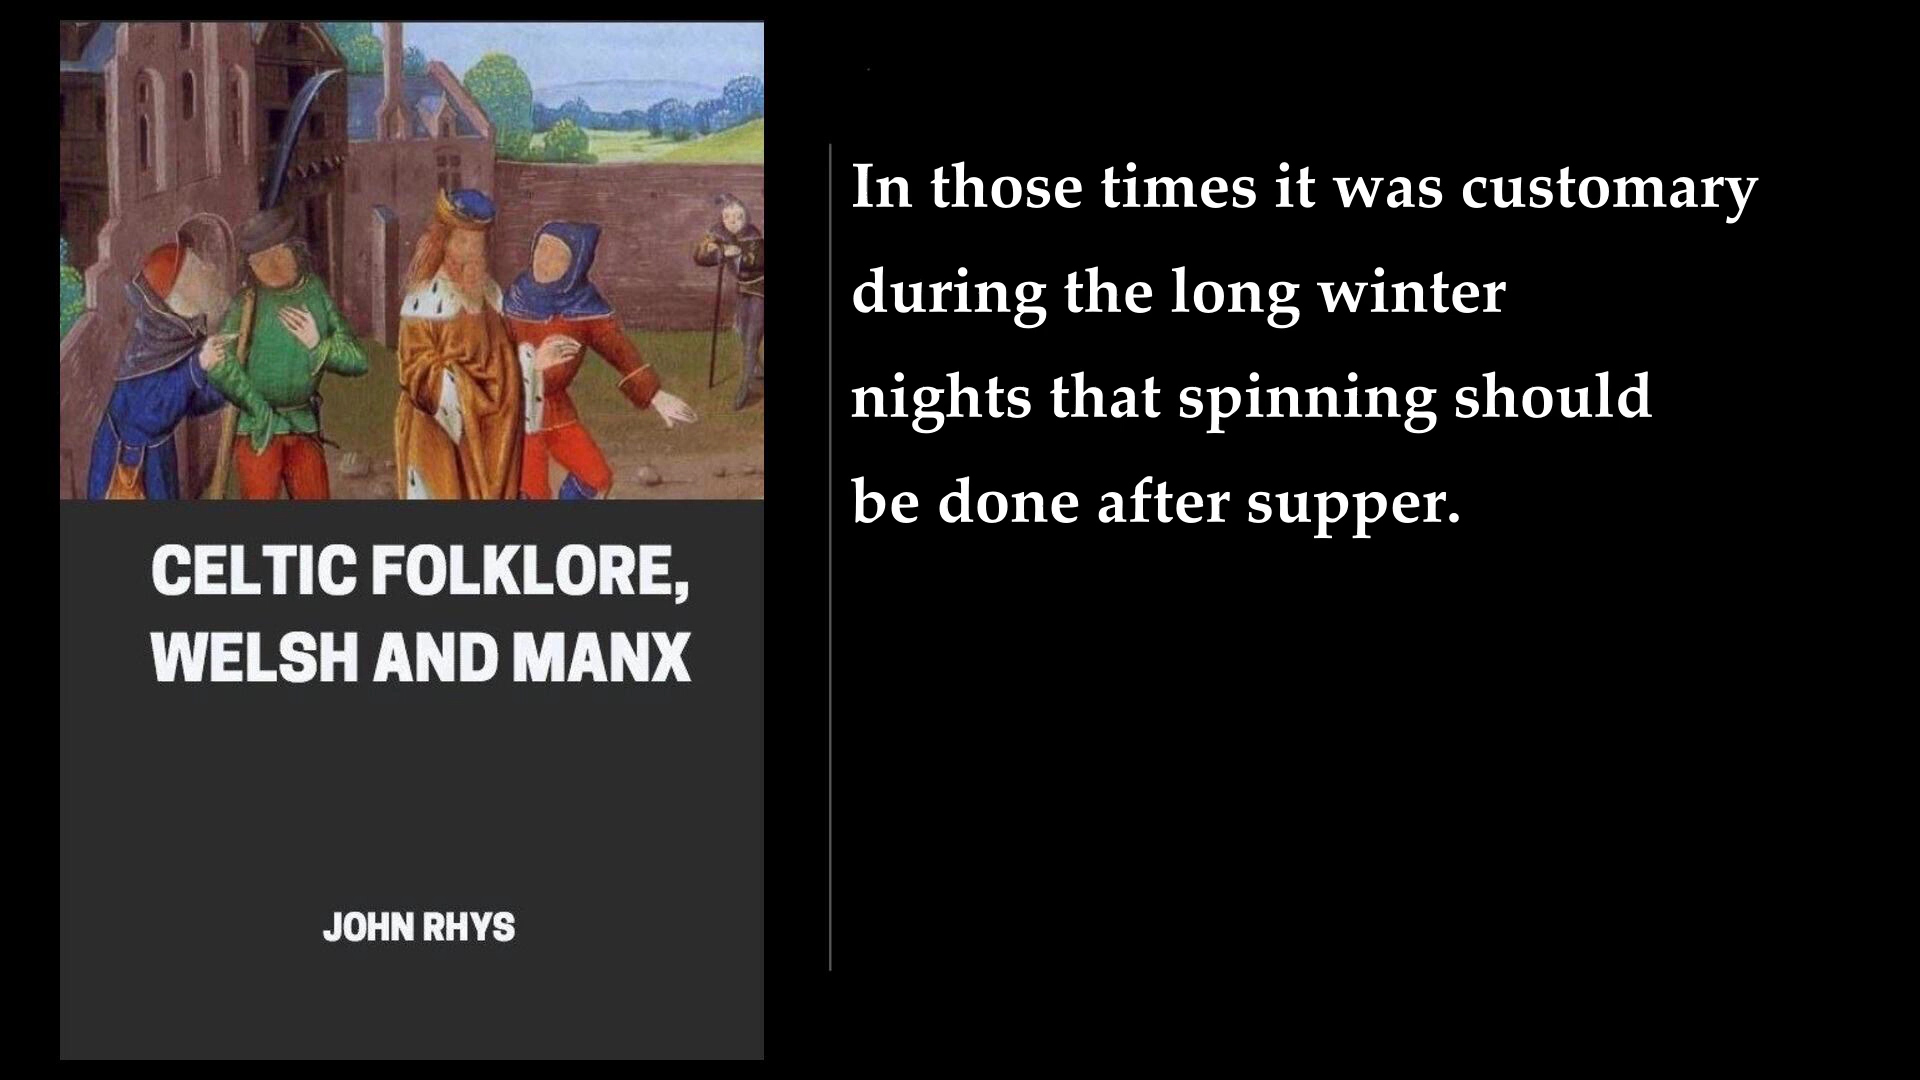 CELTIC FOLKLORE,
WELSH AND MANX
JOHN RHYS
In those times it was customary
during the long winter
nights that spinning should
be done after supper.